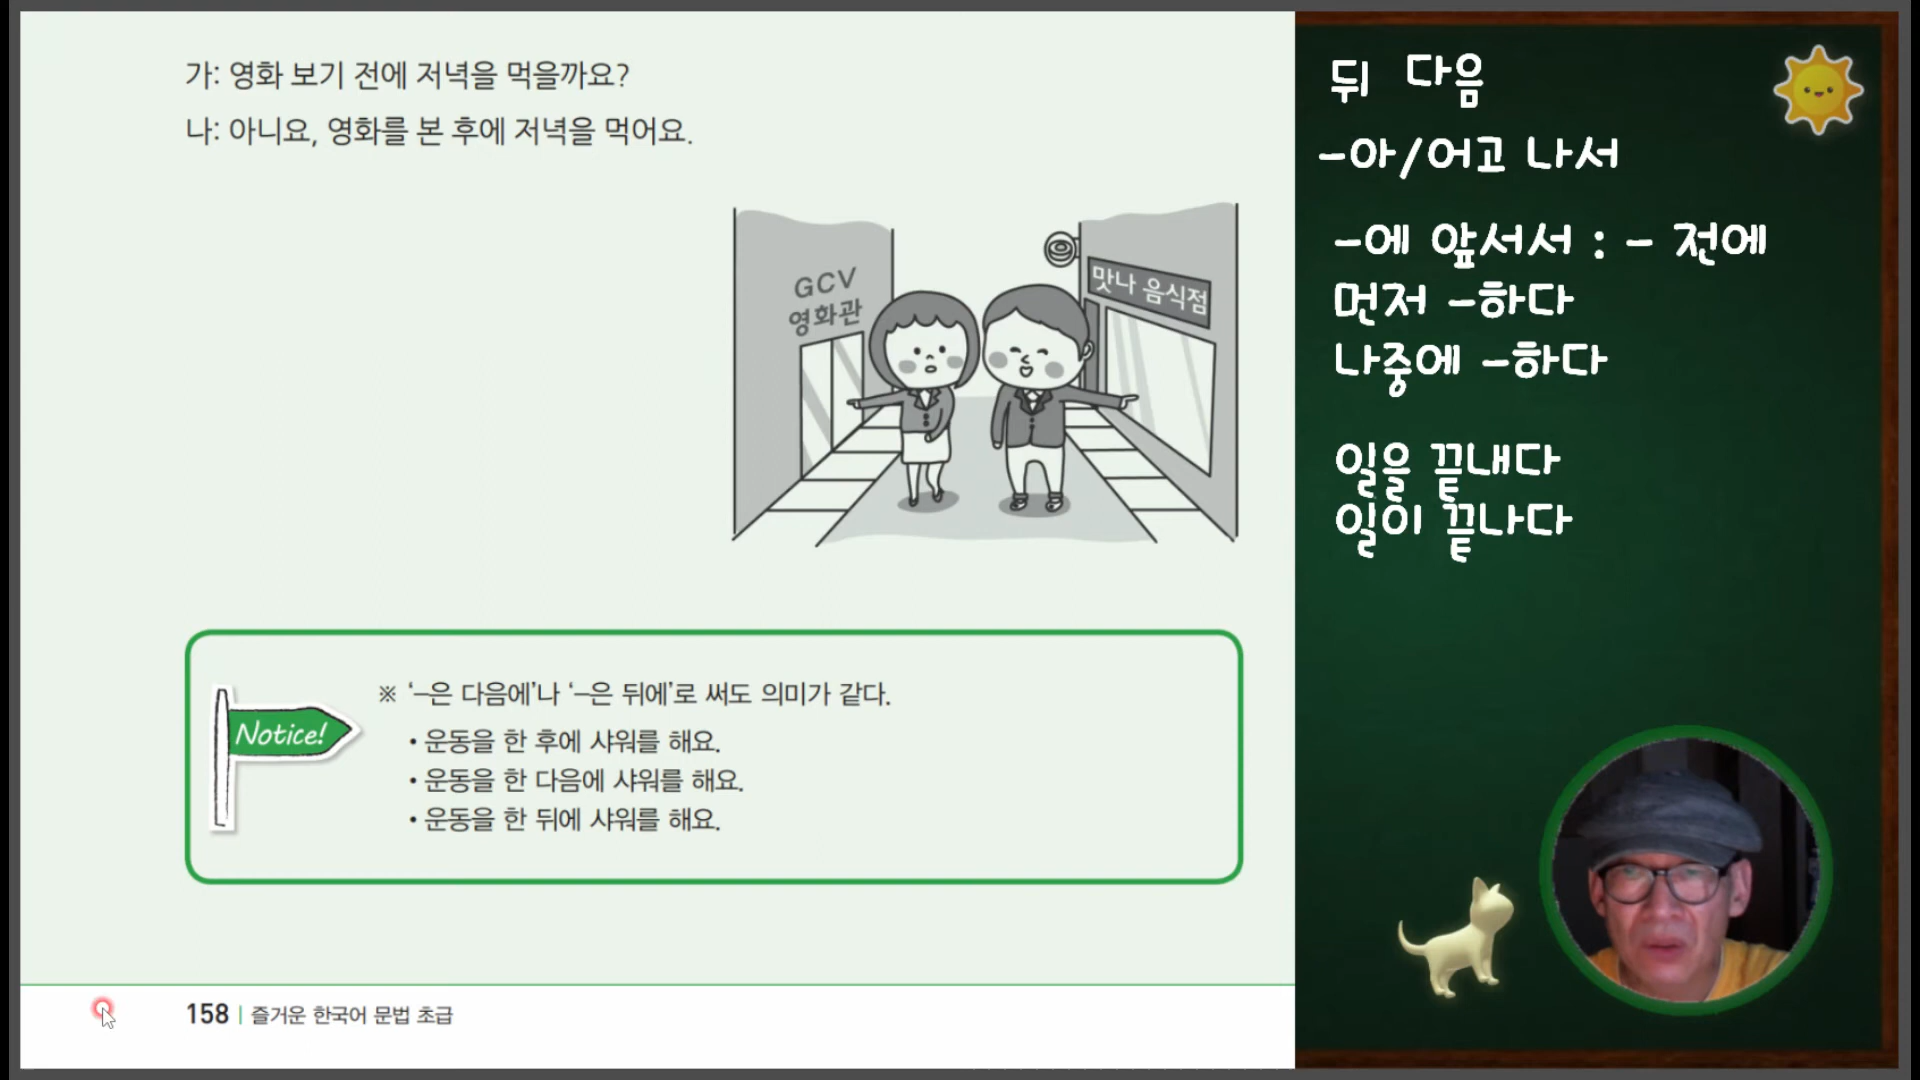 가: 영화 보기 전에 저녁을 먹을까요?
나: 아니요, 영화를 본 후에 저녁을 먹어요.
GCV
영화관
맛나 음식점
Notice!
※ ‘–은 다음에’나 ‘–은 뒤에’로 써도 의미가 같다.
• 운동을 한 후에 샤워를 해요.
• 운동을 한 다음에 샤워를 해요.
• 운동을 한 뒤에 샤워를 해요.
158 | 즐거운 한국어 문법 초급
뒤 다음
-아/어고 나서
-에 앞서서 : - 전에
먼저 -하다
나중에 -하다
일을 끝내다
일이 끝나다